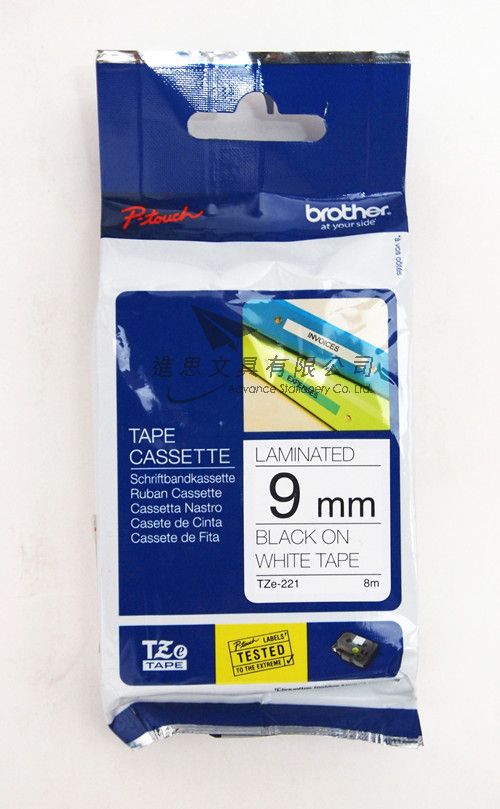 P-touch
brother
at your side
INVOICES
EXPENSES
進思文具有限公司
Advance Stationery Co. Ltd.
TAPE
CASSETTE
Schriftbandkassette
Ruban Cassette
Cassetta Nastro
Casete de Cinta
Cassete de Fita
LAMINATED
9 mm
BLACK ON
WHITE TAPE
TZe-221 8m
TZe
TAPE
P-touch LABELS
TESTED
TO THE EXTREME